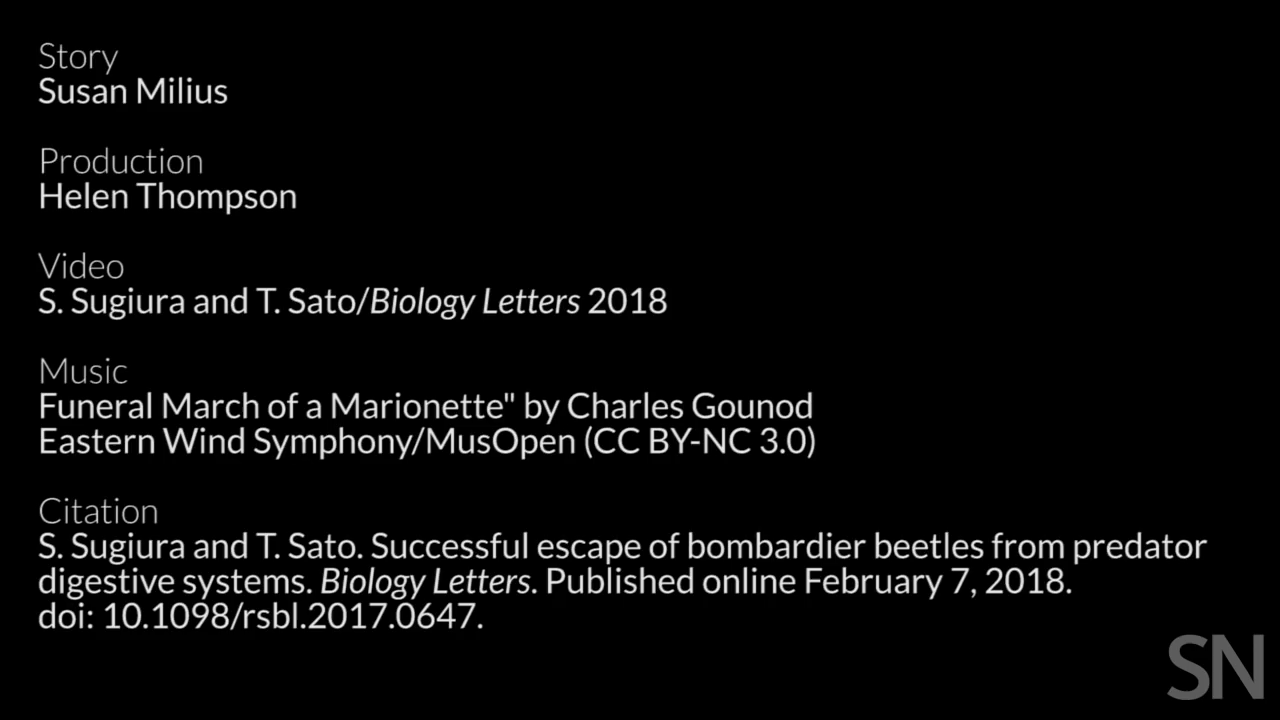 Story
Susan Milius
Production
Helen Thompson
Video
S. Sugiura and T. Sato/Biology Letters 2018
Music
Funeral March of a Marionette" by Charles Gounod
Eastern Wind Symphony/MusOpen (CC BY-NC 3.0)
Citation
S. Sugiura and T. Sato. Successful escape of bombardier beetles from predator
digestive systems. Biology Letters. Published online February 7, 2018.
doi: 10.1098/rsbl.2017.0647.
SN